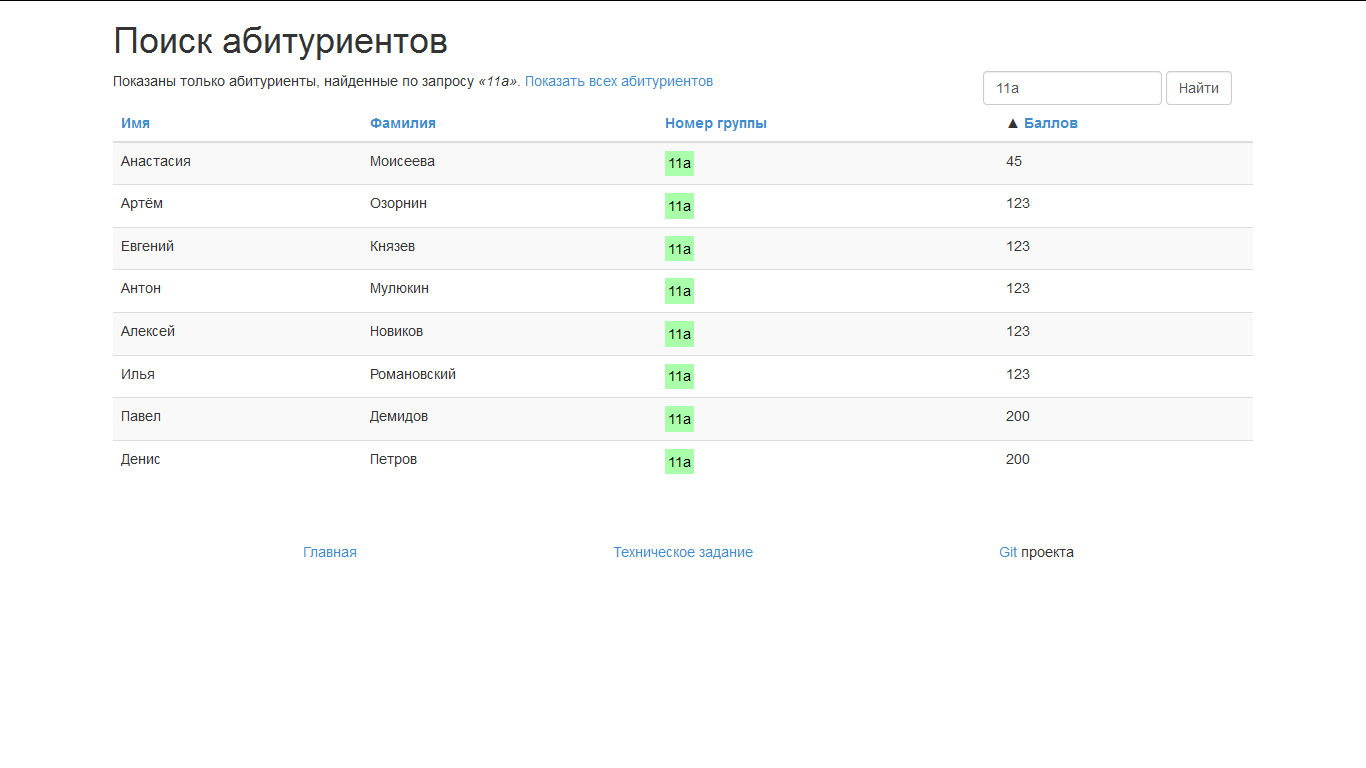 Поиск абитуриентов
Показаны только абитуриенты, найденные по запросу «11а». Показать всех абитуриентов
11а Найти
Имя Фамилия Номер группы ▲ Баллов
Анастасия Моисеева 11а 45
Артём Озорнин 11а 123
Евгений Князев 11а 123
Антон Мулюкин 11а 123
Алексей Новиков 11а 123
Илья Романовский 11а 123
Павел Демидов 11а 200
Денис Петров 11а 200
Главная Техническое задание Git проекта